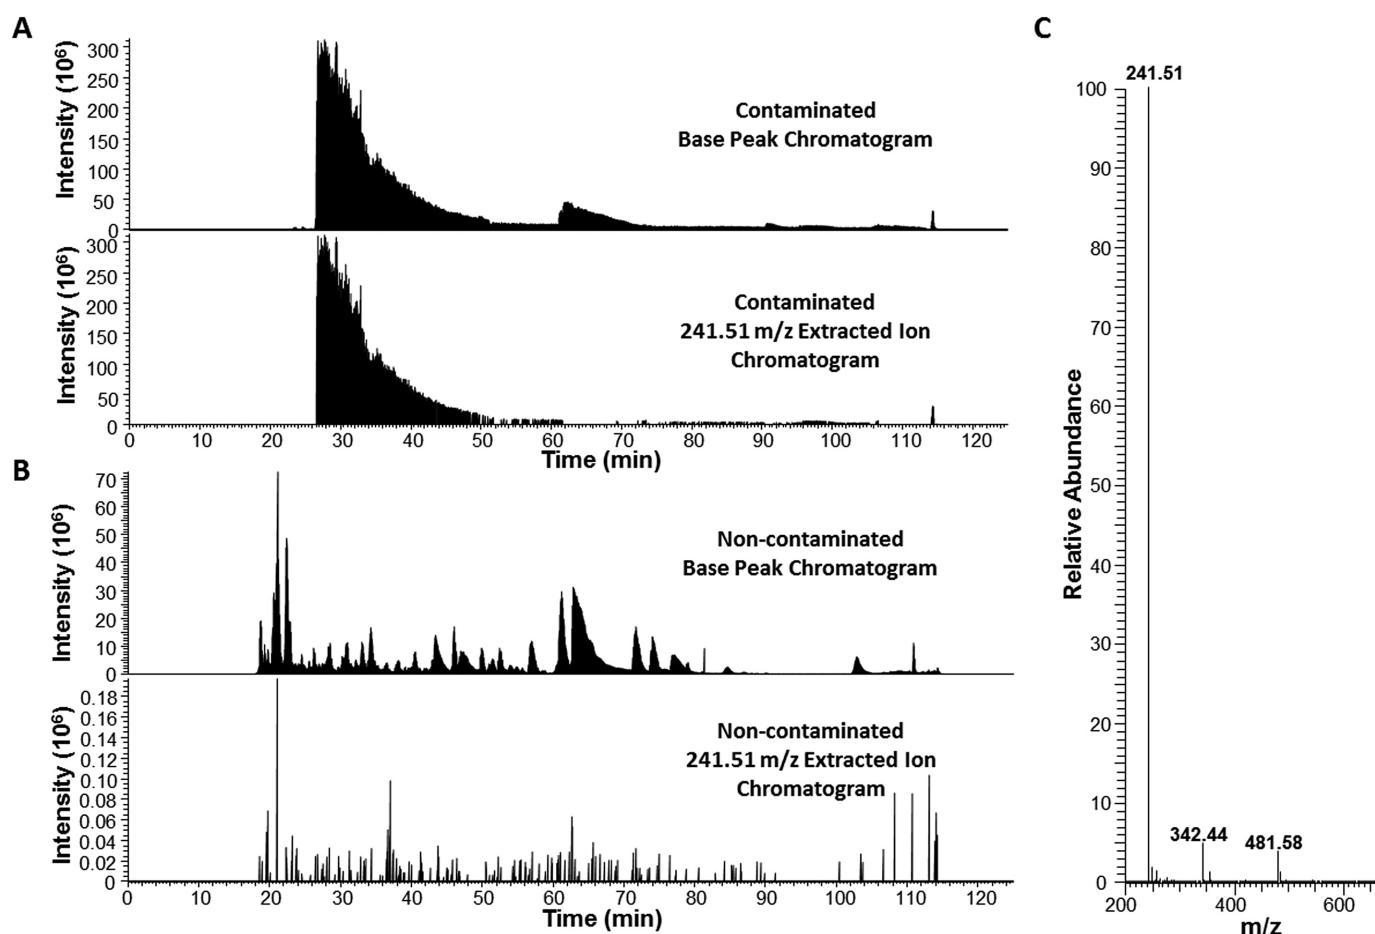 A
Intensity (10⁶)
300
250
200
150
100
50
0
Contaminated
Base Peak Chromatogram
Intensity (10⁶)
300
250
200
150
100
50
0
Contaminated
241.51 m/z Extracted Ion
Chromatogram
0 10 20 30 40 50 60 70 80 90 100 110 120
Time (min)
B
Intensity (10⁶)
70
60
50
40
30
20
10
0
Non-contaminated
Base Peak Chromatogram
Intensity (10⁶)
0.18
0.16
0.14
0.12
0.10
0.08
0.06
0.04
0.02
0
Non-contaminated
241.51 m/z Extracted Ion
Chromatogram
0 10 20 30 40 50 60 70 80 90 100 110 120
Time (min)
C
Relative Abundance
241.51
100
90
80
70
60
50
40
30
20
10
0
342.44
481.58
200 400 600
m/z